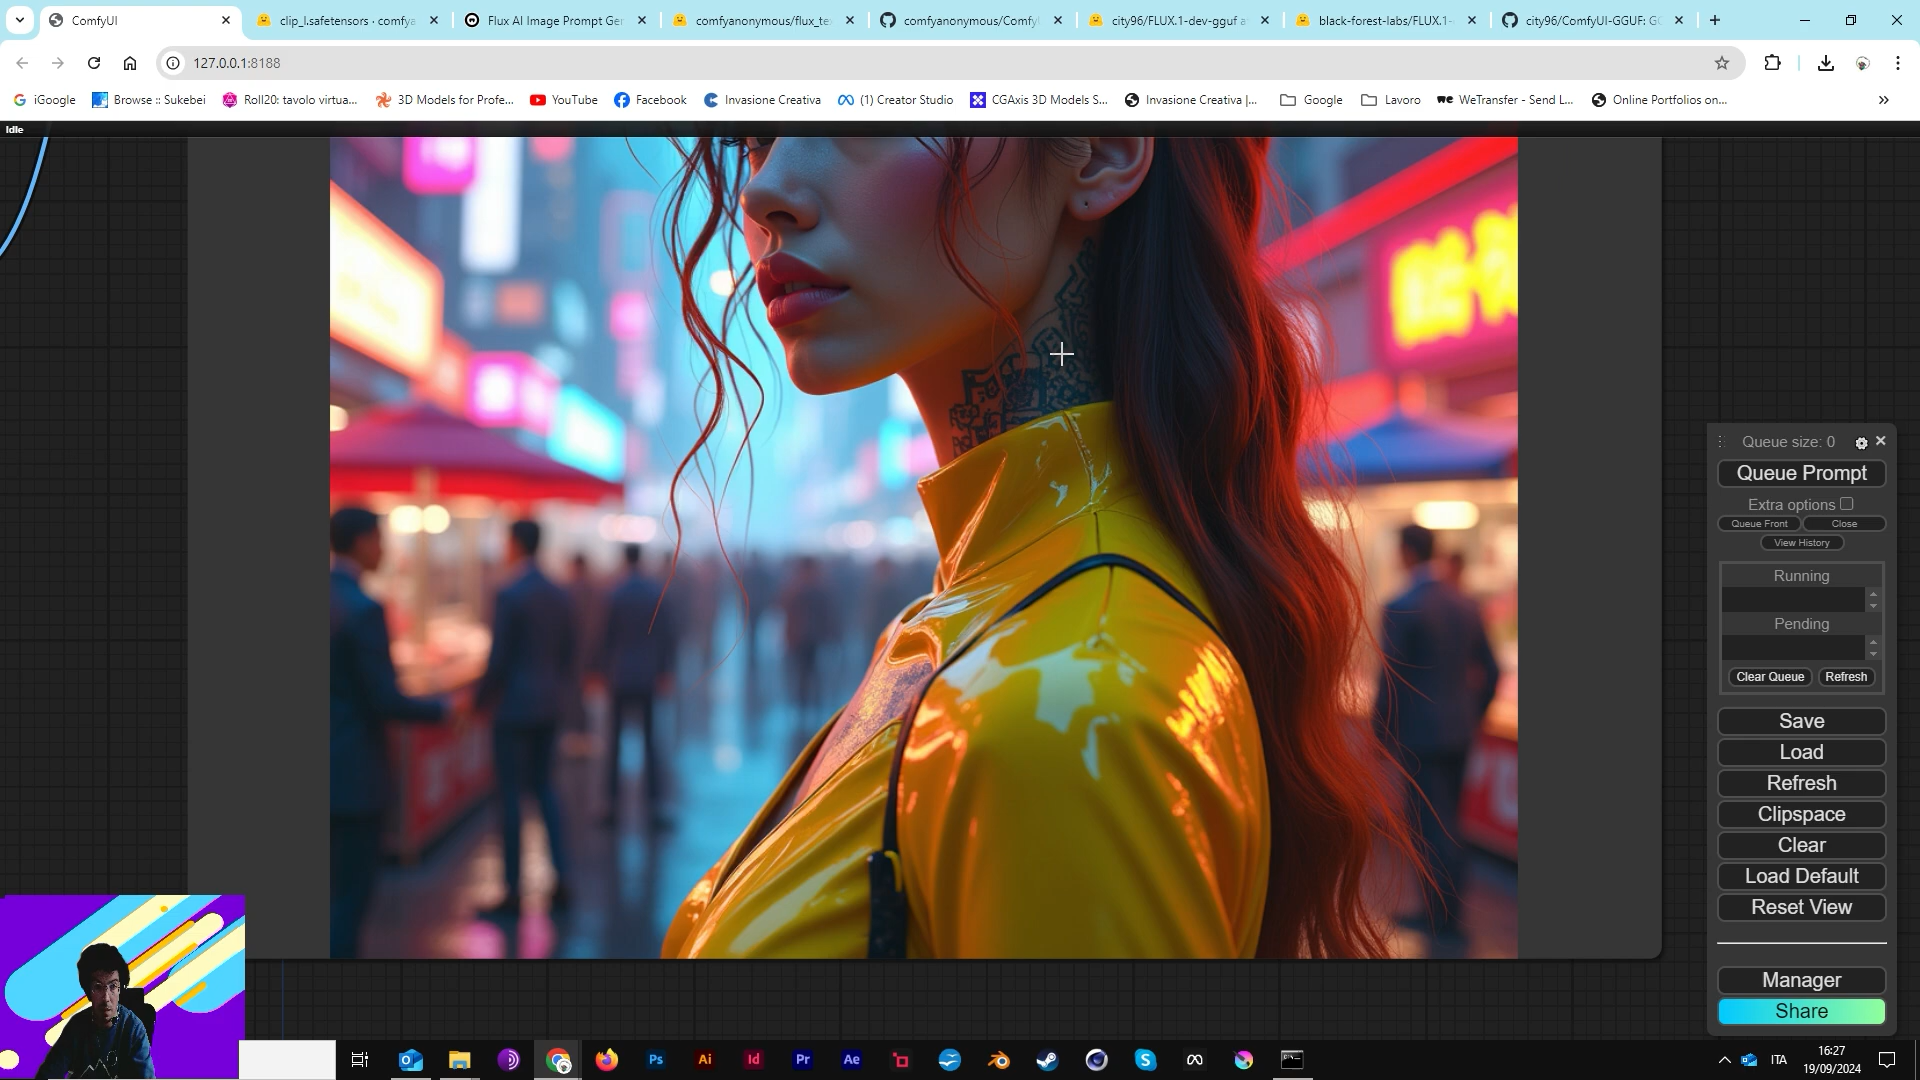 ComfyUI
clip_l.safetensors · comfya
Flux AI Image Prompt Ger
comfyanonymous/flux_te
comfyanonymous/ComfyU
city96/FLUX.1-dev-gguf a
black-forest-labs/FLUX.1-
city96/ComfyUI-GGUF: GG
127.0.0.1:8188
iGoogle
Browse :: Sukebei
Roll20: tavolo virtua...
3D Models for Profe...
YouTube
Facebook
Invasione Creativa
(1) Creator Studio
CGAxis 3D Models S...
Invasione Creativa |...
Google
Lavoro
WeTransfer - Send L...
Online Portfolios on...
Idle
Queue size: 0
Queue Prompt
Extra options
Queue Front
Close
View History
Running
Pending
Clear Queue
Refresh
Save
Load
Refresh
Clipspace
Clear
Load Default
Reset View
Manager
Share
Ps
Ai
Id
Pr
Ae
ITA
16:27
19/09/2024